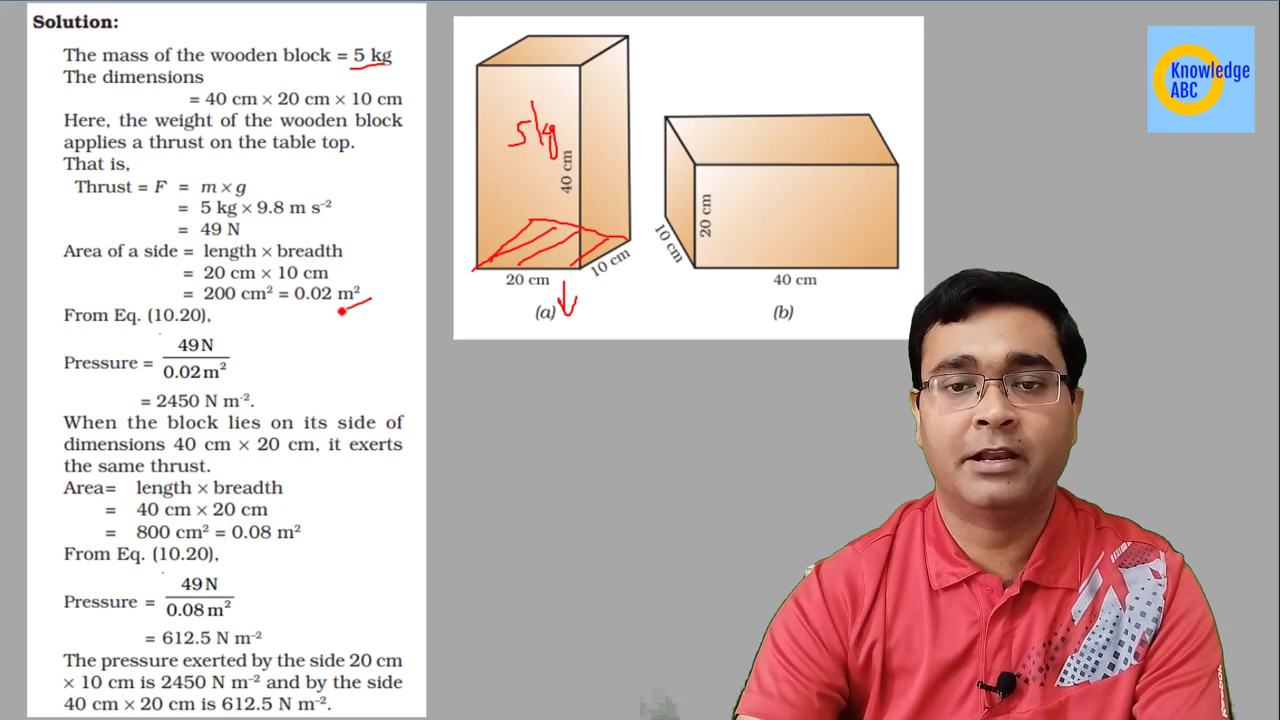 Solution:
The mass of the wooden block = 5 kg
The dimensions
= 40 cm × 20 cm × 10 cm
Here, the weight of the wooden block
applies a thrust on the table top.
That is,
Thrust = F = m × g
= 5 kg × 9.8 m s⁻²
= 49 N
Area of a side = length × breadth
= 20 cm × 10 cm
= 200 cm² = 0.02 m²
From Eq. (10.20),
Pressure = 49 N / 0.02 m²
= 2450 N m⁻².
When the block lies on its side of
dimensions 40 cm × 20 cm, it exerts
the same thrust.
Area= length × breadth
= 40 cm × 20 cm
= 800 cm² = 0.08 m²
From Eq. (10.20),
Pressure = 49 N / 0.08 m²
= 612.5 N m⁻²
The pressure exerted by the side 20 cm
× 10 cm is 2450 N m⁻² and by the side
40 cm × 20 cm is 612.5 N m⁻².
5 kg
40 cm
20 cm
10 cm
(a)
20 cm
10 cm
40 cm
(b)
Knowledge
ABC
Reebok